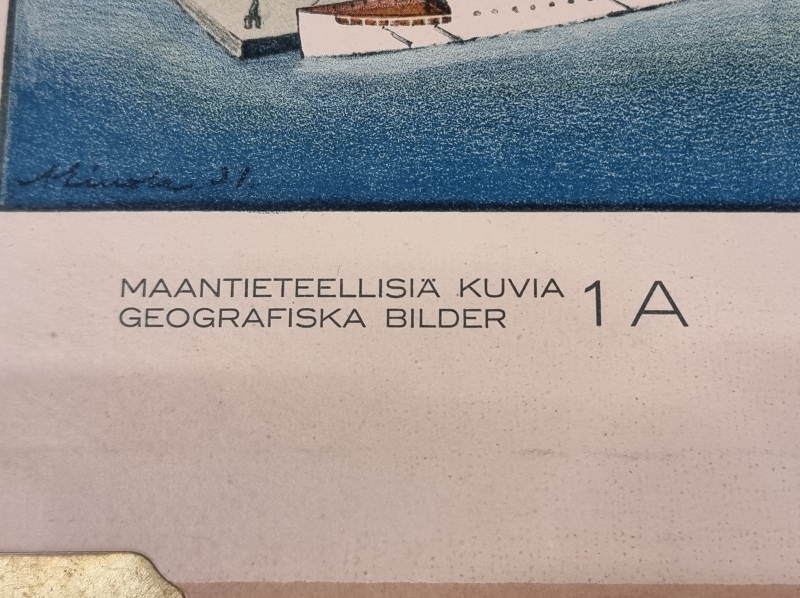 MAANTIETEELLISIÄ KUVIA
GEOGRAFISKA BILDER
1 A